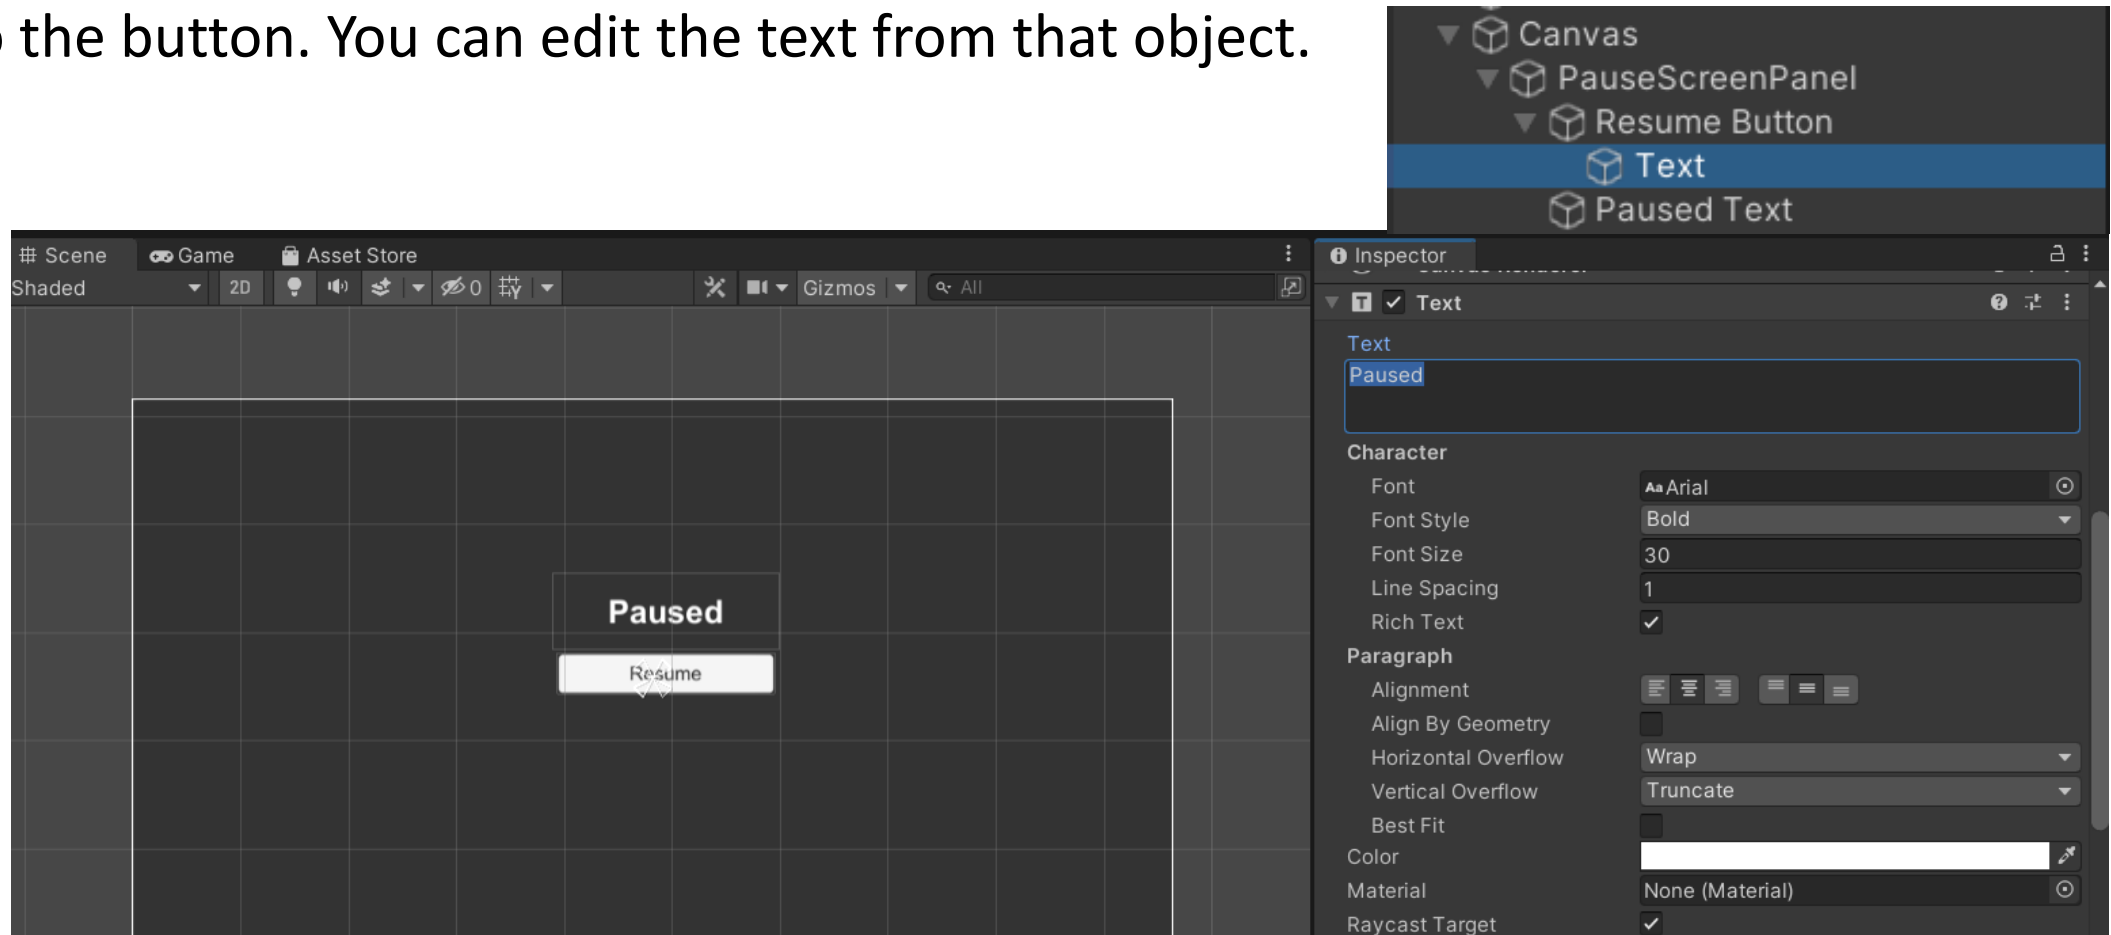 the button. You can edit the text from that object.
Canvas
PauseScreenPanel
Resume Button
Text
Paused Text
Scene
Game
Asset Store
Shaded
2D
0
Gizmos
All
Paused
Resume
Inspector
Text
Text
Paused
Character
Font
Aa Arial
Font Style
Bold
Font Size
30
Line Spacing
1
Rich Text
Paragraph
Alignment
Align By Geometry
Horizontal Overflow
Wrap
Vertical Overflow
Truncate
Best Fit
Color
Material
None (Material)
Raycast Target